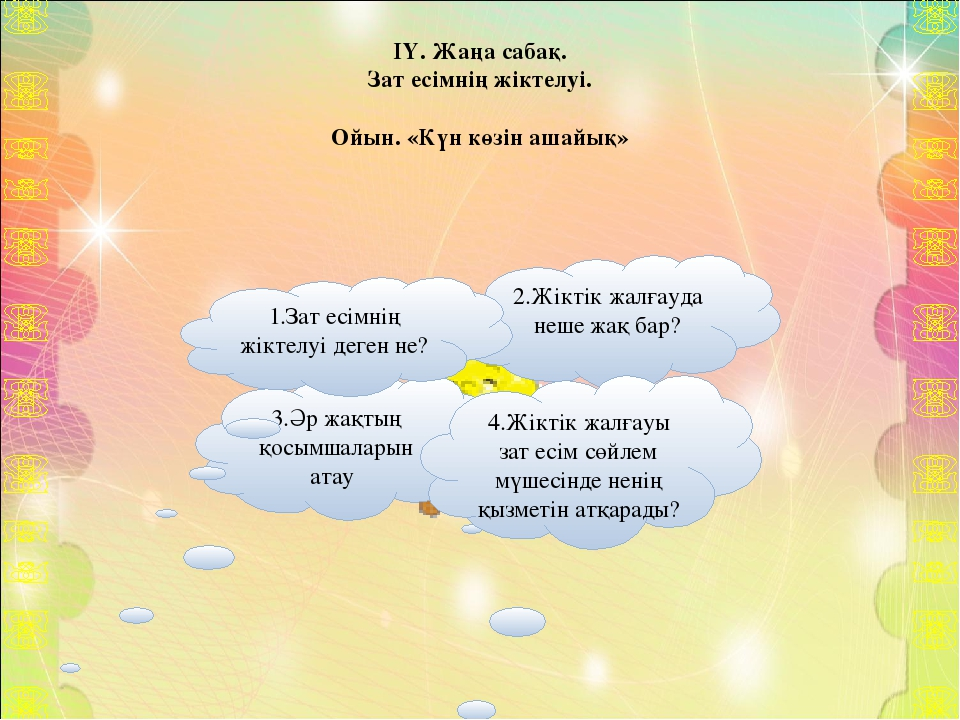 ІҮ. Жаңа сабақ.
Зат есімнің жіктелуі.
Ойын. «Күн көзін ашайық»
1.Зат есімнің
жіктелуі деген не?
2.Жіктік жалғауда
неше жақ бар?
3.Әр жақтың
қосымшаларын
атау
4.Жіктік жалғауы
зат есім сөйлем
мүшесінде ненің
қызметін атқарады?